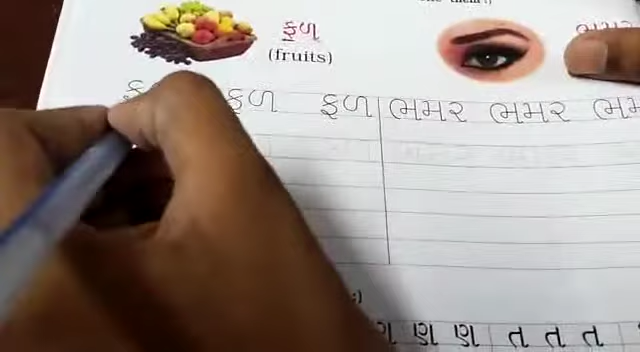 ફળ
(fruits)
ફળ ફળ ભમર ભમર
ણ ણ ત ત ત